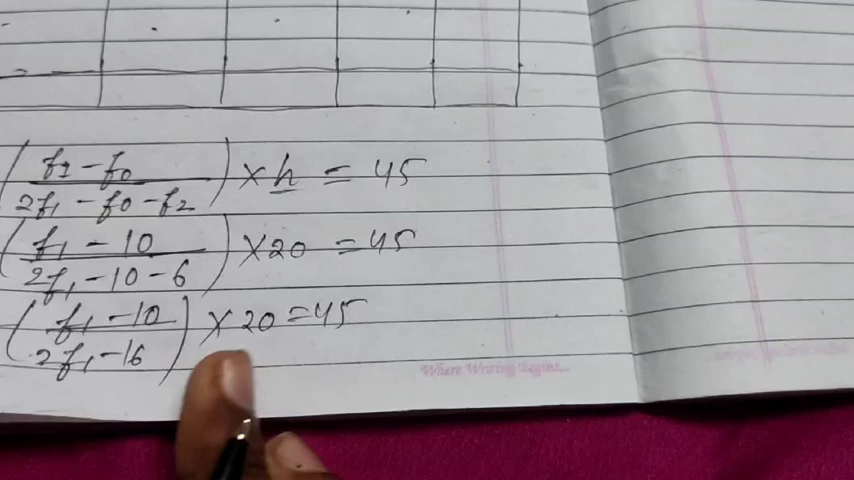 (f1 - f0 / 2f1 - f0 - f2) × h = 45
(f1 - 10 / 2f1 - 10 - 6) × 20 = 45
(f1 - 10 / 2f1 - 16) × 20 = 45
Where Writing Begins...